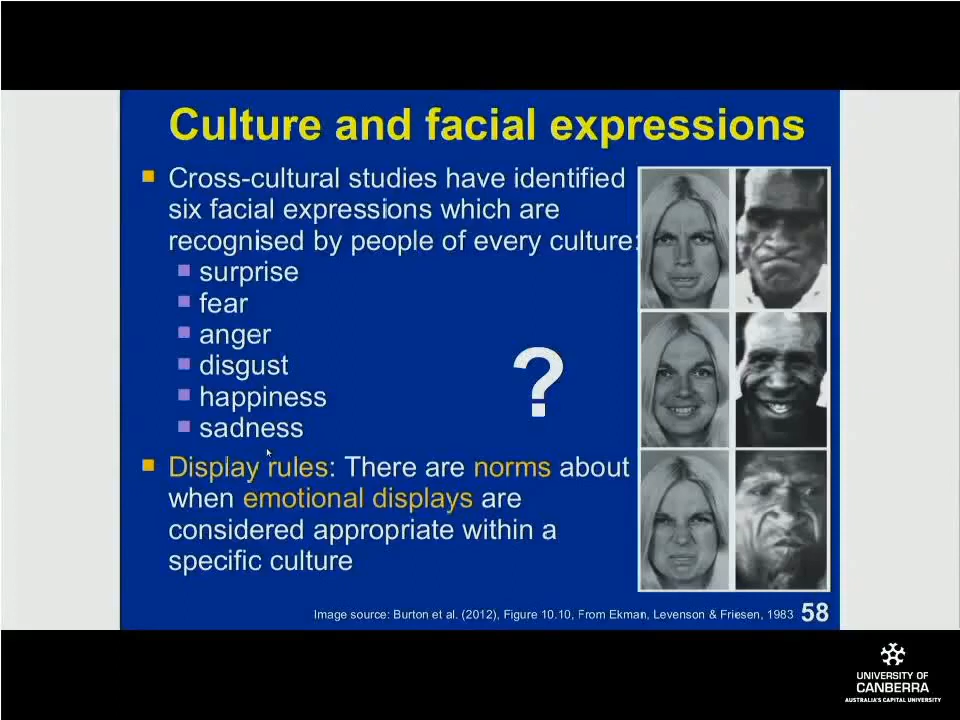 Culture and facial expressions
Cross-cultural studies have identified
six facial expressions which are
recognised by people of every culture:
surprise
fear
anger
disgust
happiness
sadness
?
Display rules: There are norms about
when emotional displays are
considered appropriate within a
specific culture
Image source: Burton et al. (2012), Figure 10.10, From Ekman, Levenson & Friesen, 1983 58
UNIVERSITY OF
CANBERRA
AUSTRALIA'S CAPITAL UNIVERSITY